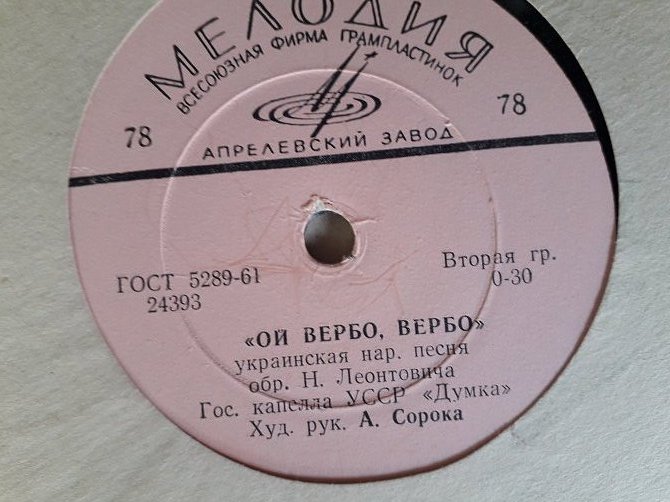 МЕЛОДИЯ
ВСЕСОЮЗНАЯ ФИРМА ГРАМПЛАСТИНОК
78 78
АПРЕЛЕВСКИЙ ЗАВОД
ГОСТ 5289-61
24393
Вторая гр.
0-30
«ОЙ ВЕРБО, ВЕРБО»
украинская нар. песня
обр. Н. Леонтовича
Гос. капелла УССР «Думка»
Худ. рук. А. Сорока